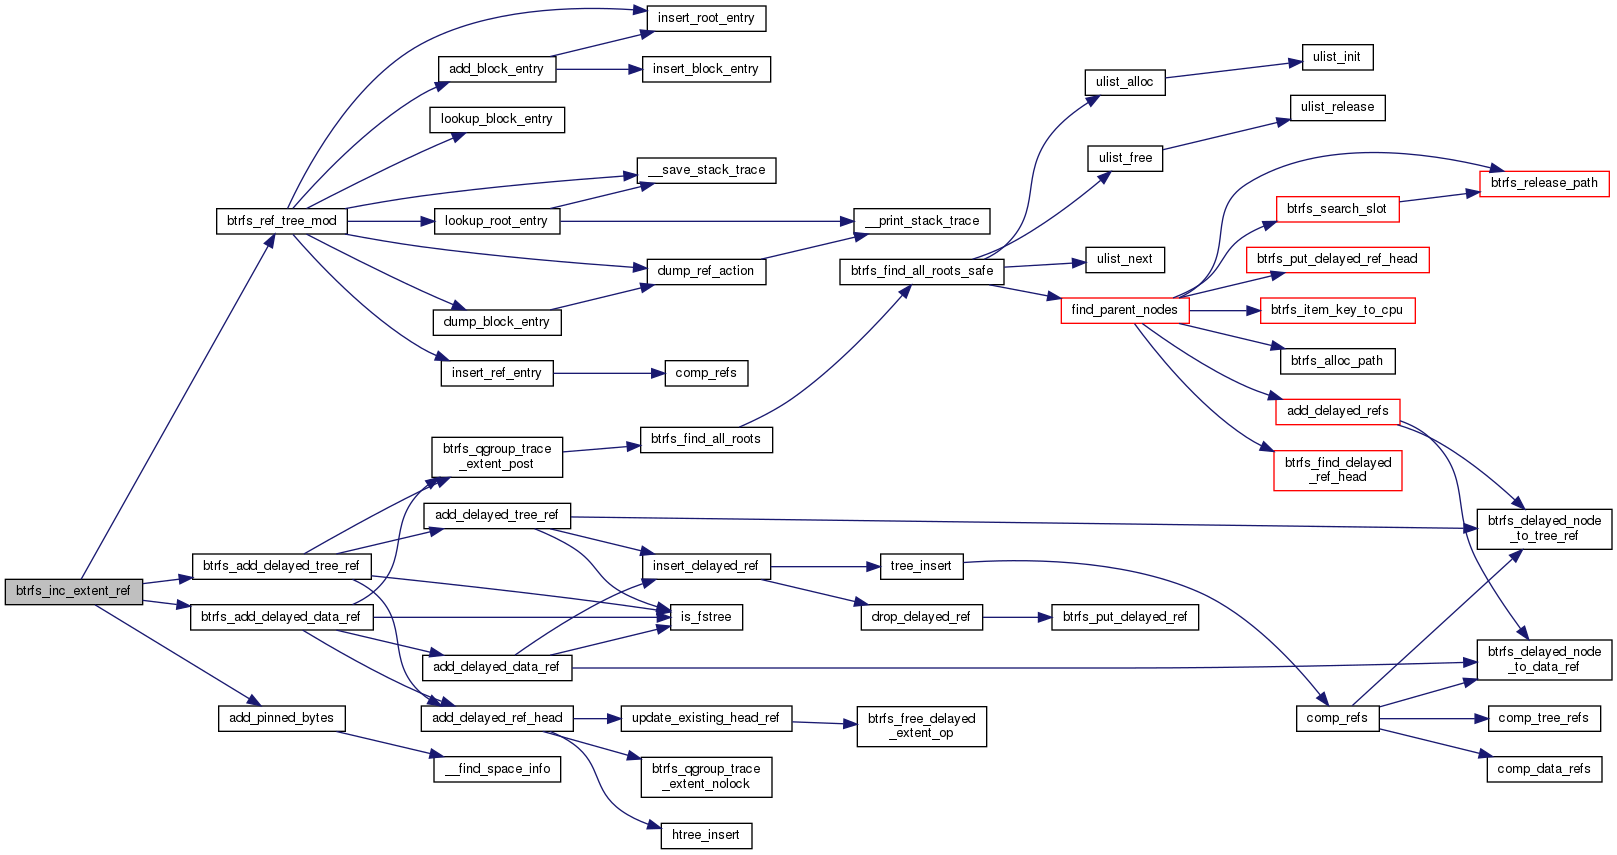 insert_root_entry
ulist_init
add_block_entry
insert_block_entry
ulist_alloc
ulist_release
lookup_block_entry
ulist_free
__save_stack_trace
btrfs_release_path
btrfs_search_slot
btrfs_ref_tree_mod
lookup_root_entry
__print_stack_trace
ulist_next
btrfs_put_delayed_ref_head
dump_ref_action
btrfs_find_all_roots_safe
find_parent_nodes
btrfs_item_key_to_cpu
dump_block_entry
btrfs_alloc_path
insert_ref_entry
comp_refs
add_delayed_refs
btrfs_find_all_roots
btrfs_qgroup_trace
_extent_post
btrfs_find_delayed
_ref_head
add_delayed_tree_ref
btrfs_delayed_node
_to_tree_ref
btrfs_add_delayed_tree_ref
insert_delayed_ref
tree_insert
btrfs_inc_extent_ref
btrfs_add_delayed_data_ref
is_fstree
drop_delayed_ref
btrfs_put_delayed_ref
add_delayed_data_ref
btrfs_delayed_node
_to_data_ref
add_pinned_bytes
add_delayed_ref_head
update_existing_head_ref
btrfs_free_delayed
_extent_op
comp_refs
comp_tree_refs
__find_space_info
btrfs_qgroup_trace
_extent_nolock
comp_data_refs
htree_insert